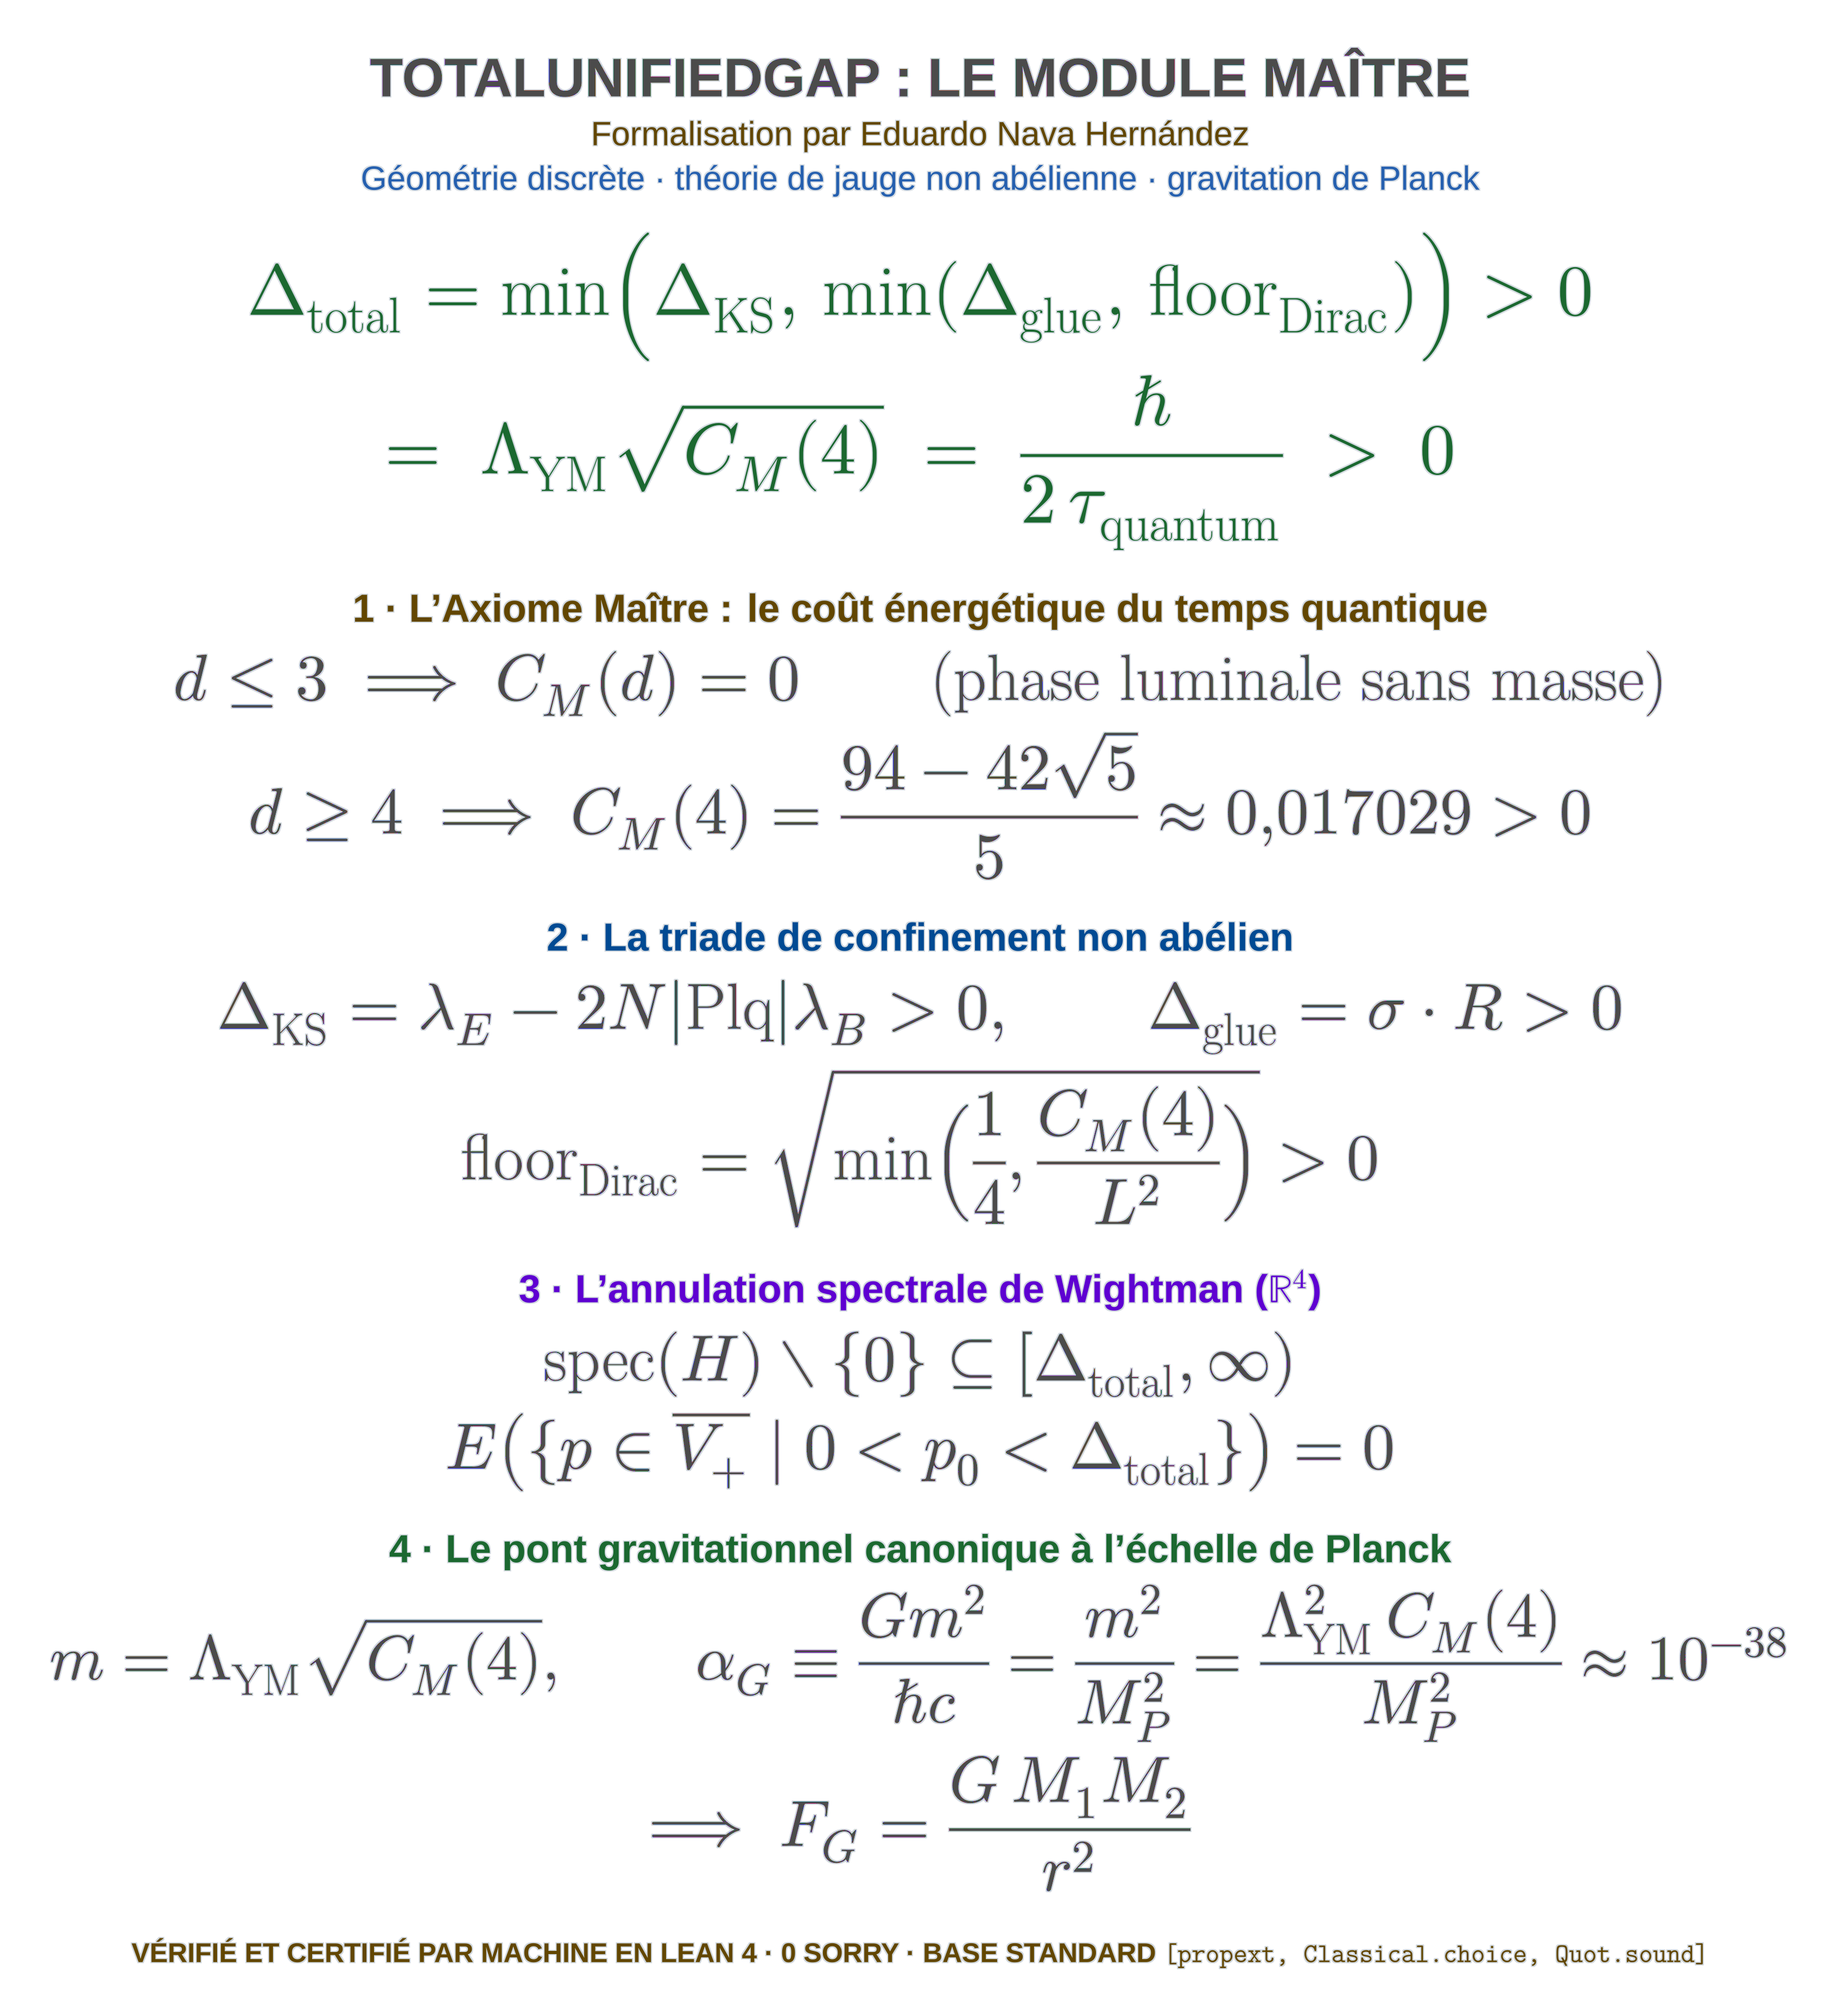 TOTALUNIFIEDGAP : LE MODULE MAÎTRE
Formalisation par Eduardo Nava Hernández
Géométrie discrète · théorie de jauge non abélienne · gravitation de Planck
Δ_total = min(Δ_KS, min(Δ_glue, floor_Dirac)) > 0
= Λ_YM √(C_M(4)) = ℏ / (2 τ_quantum) > 0
1 · L’Axiome Maître : le coût énergétique du temps quantique
d ≤ 3 ⟹ C_M(d) = 0 (phase luminale sans masse)
d ≥ 4 ⟹ C_M(4) = (94 − 42√5) / 5 ≈ 0,017029 > 0
2 · La triade de confinement non abélien
Δ_KS = λ_E − 2N|Plq|λ_B > 0, Δ_glue = σ · R > 0
floor_Dirac = √(min(1/4, C_M(4)/L²)) > 0
3 · L’annulation spectrale de Wightman (ℝ⁴)
spec(H) \ {0} ⊆ [Δ_total, ∞)
E({p ∈ V̅₊ | 0 < p₀ < Δ_total}) = 0
4 · Le pont gravitationnel canonique à l’échelle de Planck
m = Λ_YM √(C_M(4)), α_G ≡ Gm²/ℏc = m²/M_P² = Λ_YM² C_M(4)/M_P² ≈ 10⁻³⁸
⟹ F_G = G M₁M₂ / r²
VÉRIFIÉ ET CERTIFIÉ PAR MACHINE EN LEAN 4 · 0 SORRY · BASE STANDARD [propext, Classical.choice, Quot.sound]